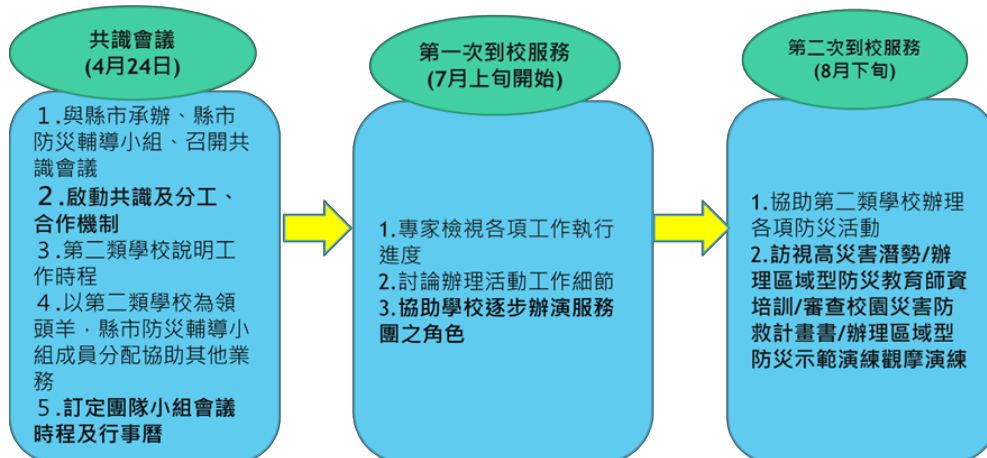 共識會議
(4月24日)
1.與縣市承辦、縣市
防災輔導小組、召開共
識會議
2.啟動共識及分工、
合作機制
3.第二類學校說明工
作時程
4.以第二類學校為領
頭羊，縣市防災輔導小
組成員分配協助其他業
務
5.訂定團隊小組會議
時程及行事曆
第一次到校服務
(7月上旬開始)
1.專家檢視各項工作執行
進度
2.討論辦理活動工作細節
3.協助學校逐步辦演服務
團之角色
第二次到校服務
(8月下旬)
1.協助第二類學校辦理
各項防災活動
2.訪視高災害潛勢/辦
理區域型防災教育師資
培訓/審查校園災害防
救計畫書/辦理區域型
防災示範演練觀摩演練